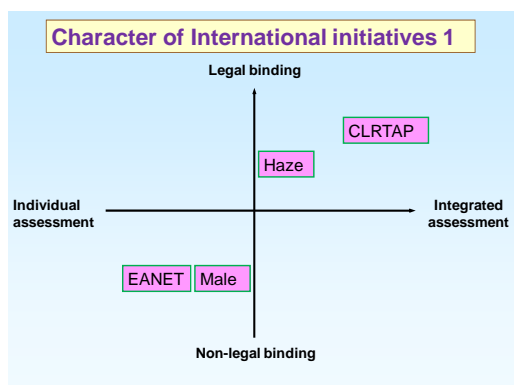 Character of International initiatives 1
Legal binding
CLRTAP
Haze
Individual
assessment
Integrated
assessment
EANET
Male
Non-legal binding